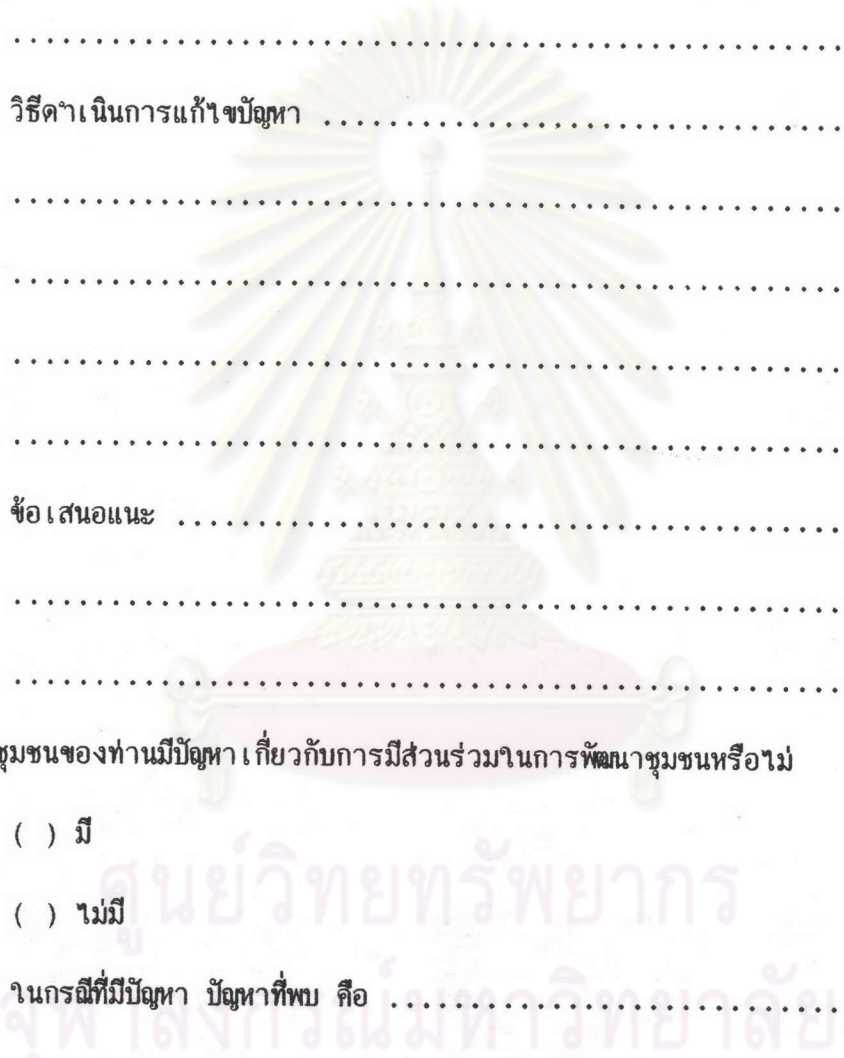 ..................................................
วิธีดำเนินการแก้ไขปัญหา ................................
..................................................
..................................................
..................................................
..................................................
ข้อเสนอแนะ ........................................
..................................................
..................................................
ชุมชนของท่านมีปัญหาเกี่ยวกับการมีส่วนร่วมในการพัฒนาชุมชนหรือไม่
( ) มี
( ) ไม่มี
ศูนย์วิทยทรัพยากร
ในกรณีที่มีปัญหา ปัญหาที่พบ คือ ...........................
จุฬาลงกรณ์มหาวิทยาลัย